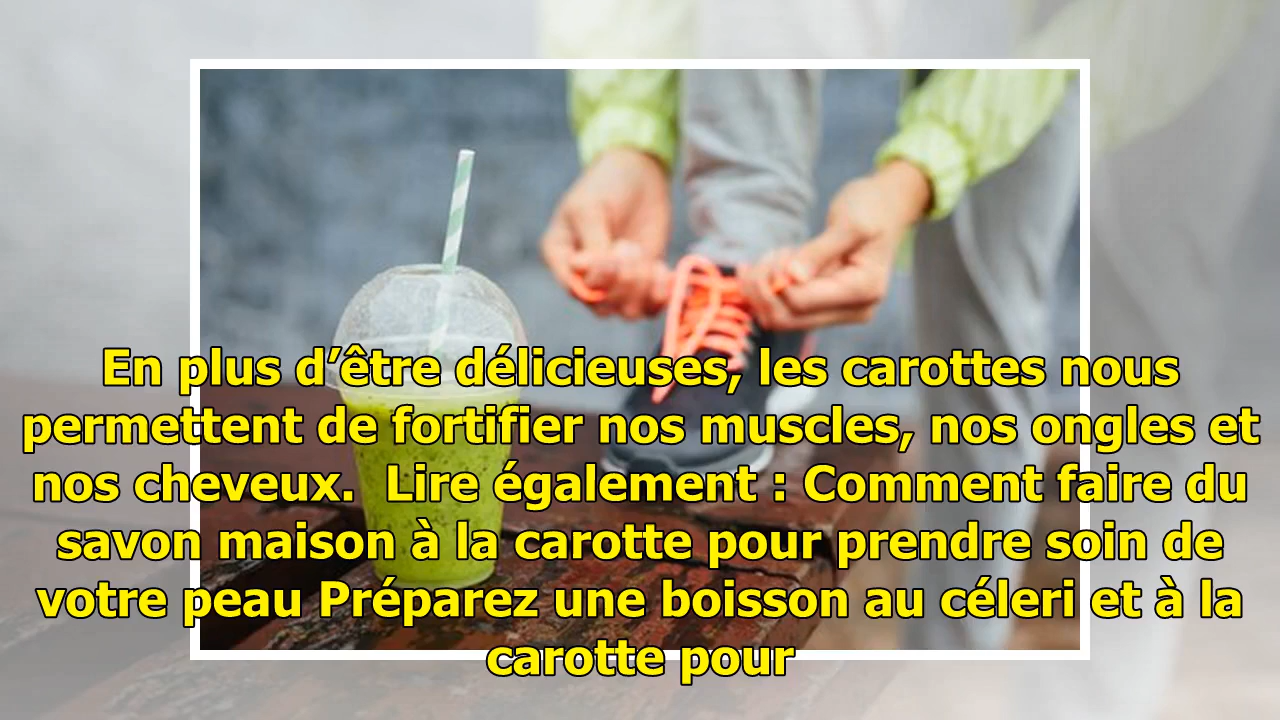 En plus d’être délicieuses, les carottes nous
permettent de fortifier nos muscles, nos ongles et
nos cheveux.  Lire également : Comment faire du
savon maison à la carotte pour prendre soin de
votre peau Préparez une boisson au céleri et à la
carotte pour